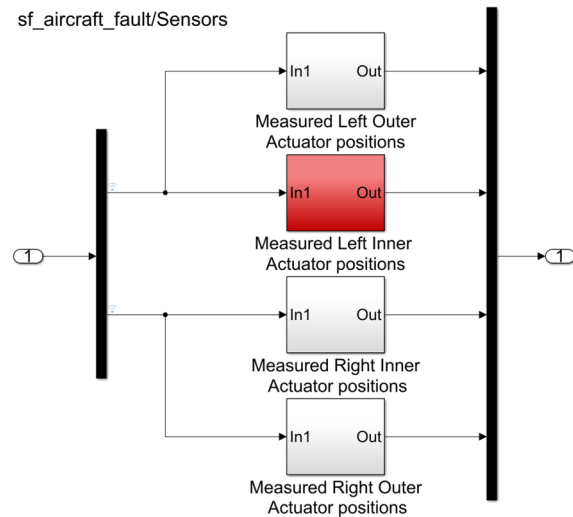 sf_aircraft_fault/Sensors
In1 Out
Measured Left Outer
Actuator positions
In1 Out
Measured Left Inner
Actuator positions
1
1
In1 Out
Measured Right Inner
Actuator positions
In1 Out
Measured Right Outer
Actuator positions